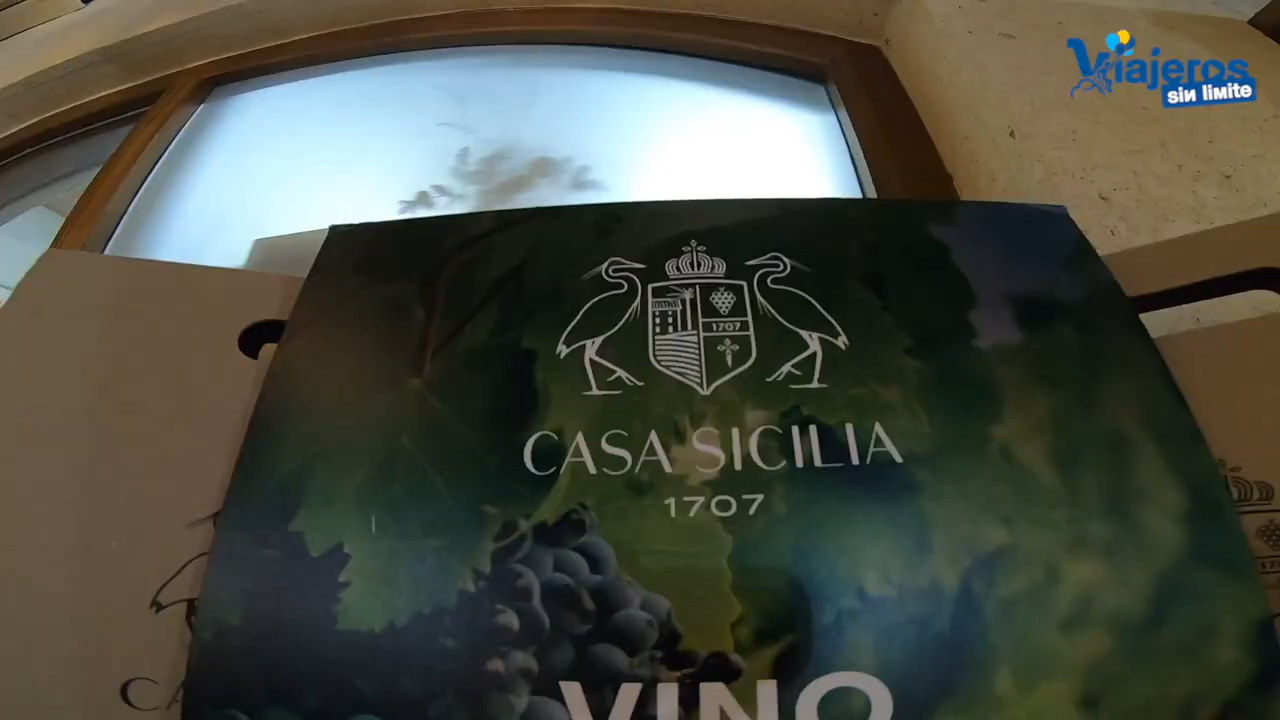 Viajeros
sin limite
1707
CASA SICILIA
1707
VINO